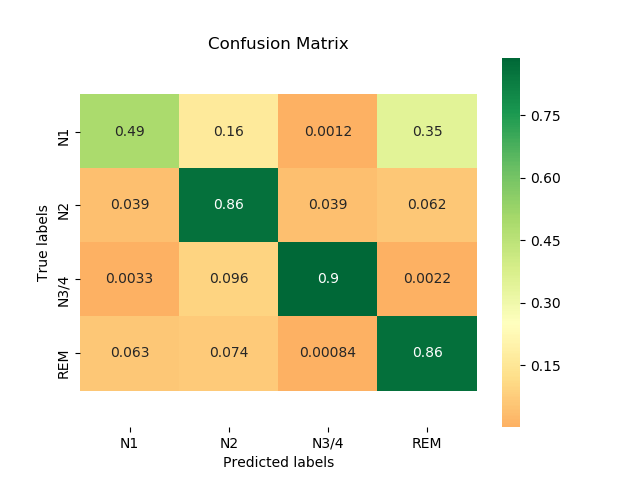 Confusion Matrix
N1 0.49 0.16 0.0012 0.35
N2 0.039 0.86 0.039 0.062
N3/4 0.0033 0.096 0.9 0.0022
REM 0.063 0.074 0.00084 0.86
N1 N2 N3/4 REM
Predicted labels
True labels
0.75
0.60
0.45
0.30
0.15